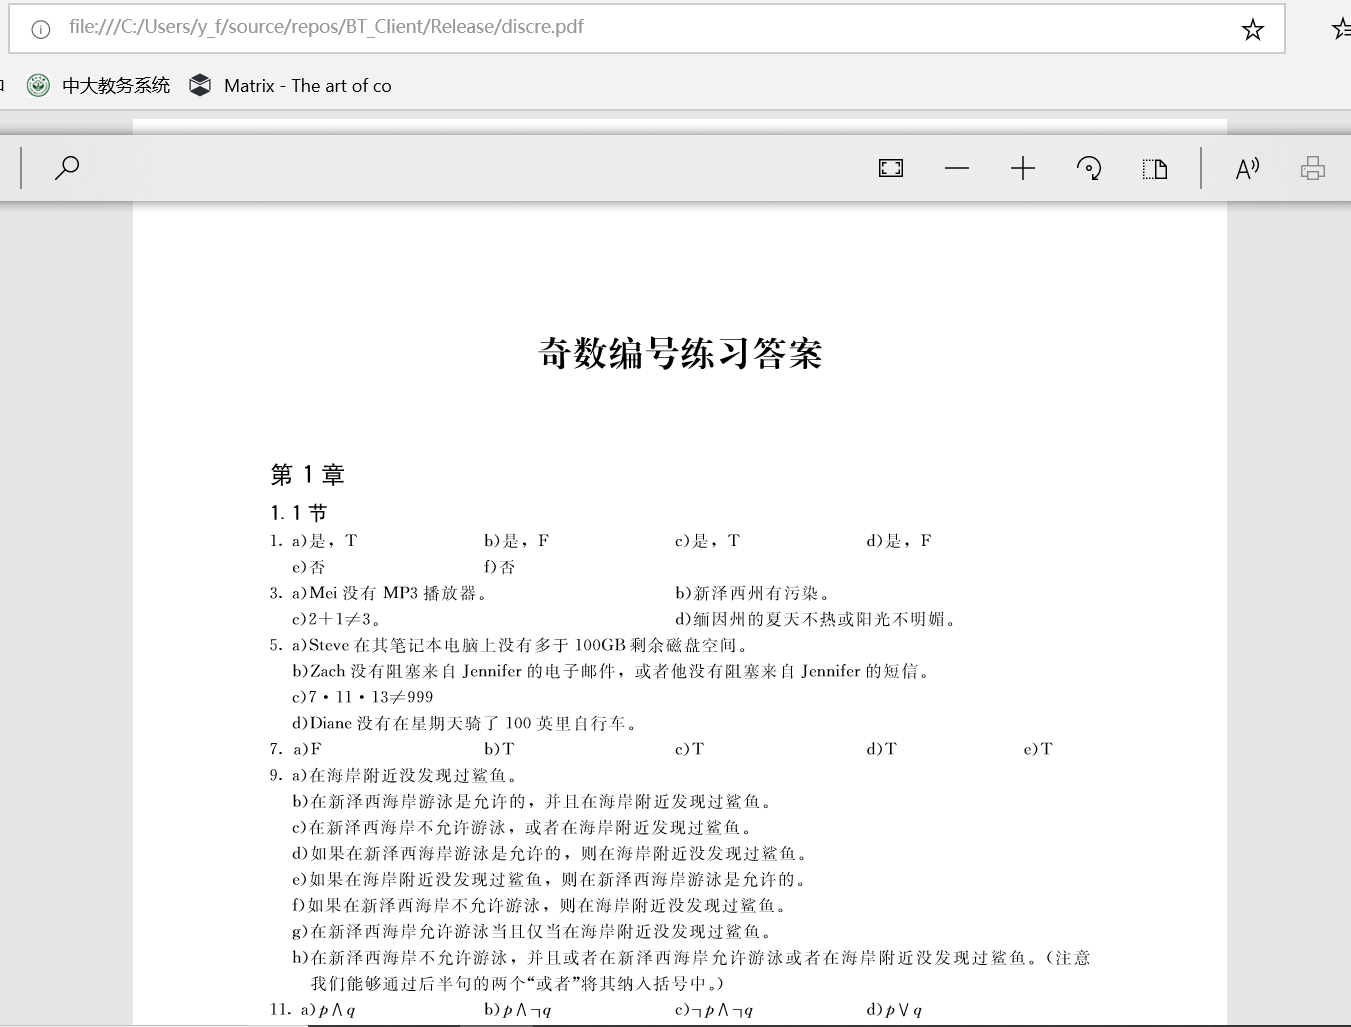 file:///C:/Users/y_f/source/repos/BT_Client/Release/discre.pdf
中大教务系统 Matrix - The art of co
奇数编号练习答案
第 1 章
1. 1 节
1. a)是，T b)是，F c)是，T d)是，F
e)否 f)否
3. a)Mei 没有 MP3 播放器。 b)新泽西州有污染。
c)2+1≠3。 d)缅因州的夏天不热或阳光不明媚。
5. a)Steve 在其笔记本电脑上没有多于 100GB 剩余磁盘空间。
b)Zach 没有阻塞来自 Jennifer 的电子邮件，或者他没有阻塞来自 Jennifer 的短信。
c)7·11·13≠999
d)Diane 没有在星期天骑了 100 英里自行车。
7. a)F b)T c)T d)T e)T
9. a)在海岸附近没发现过鲨鱼。
b)在新泽西海岸游泳是允许的，并且在海岸附近发现过鲨鱼。
c)在新泽西海岸不允许游泳，或者在海岸附近发现过鲨鱼。
d)如果在新泽西海岸游泳是允许的，则在海岸附近没发现过鲨鱼。
e)如果在海岸附近没发现过鲨鱼，则在新泽西海岸游泳是允许的。
f)如果在新泽西海岸不允许游泳，则在海岸附近没发现过鲨鱼。
g)在新泽西海岸允许游泳当且仅当在海岸附近没发现过鲨鱼。
h)在新泽西海岸不允许游泳，并且或者在新泽西海岸允许游泳或者在海岸附近没发现过鲨鱼。(注意
我们能够通过后半句的两个“或者”将其纳入括号中。)
11. a)p∧q b)p∧¬q c)¬p∧¬q d)p∨q